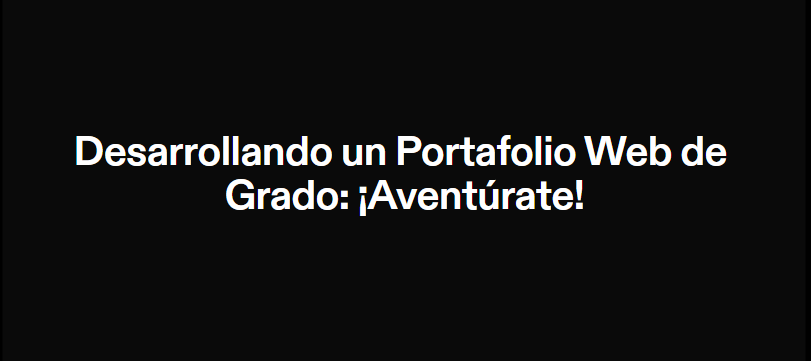 Desarrollando un Portafolio Web de
Grado: ¡Aventúrate!